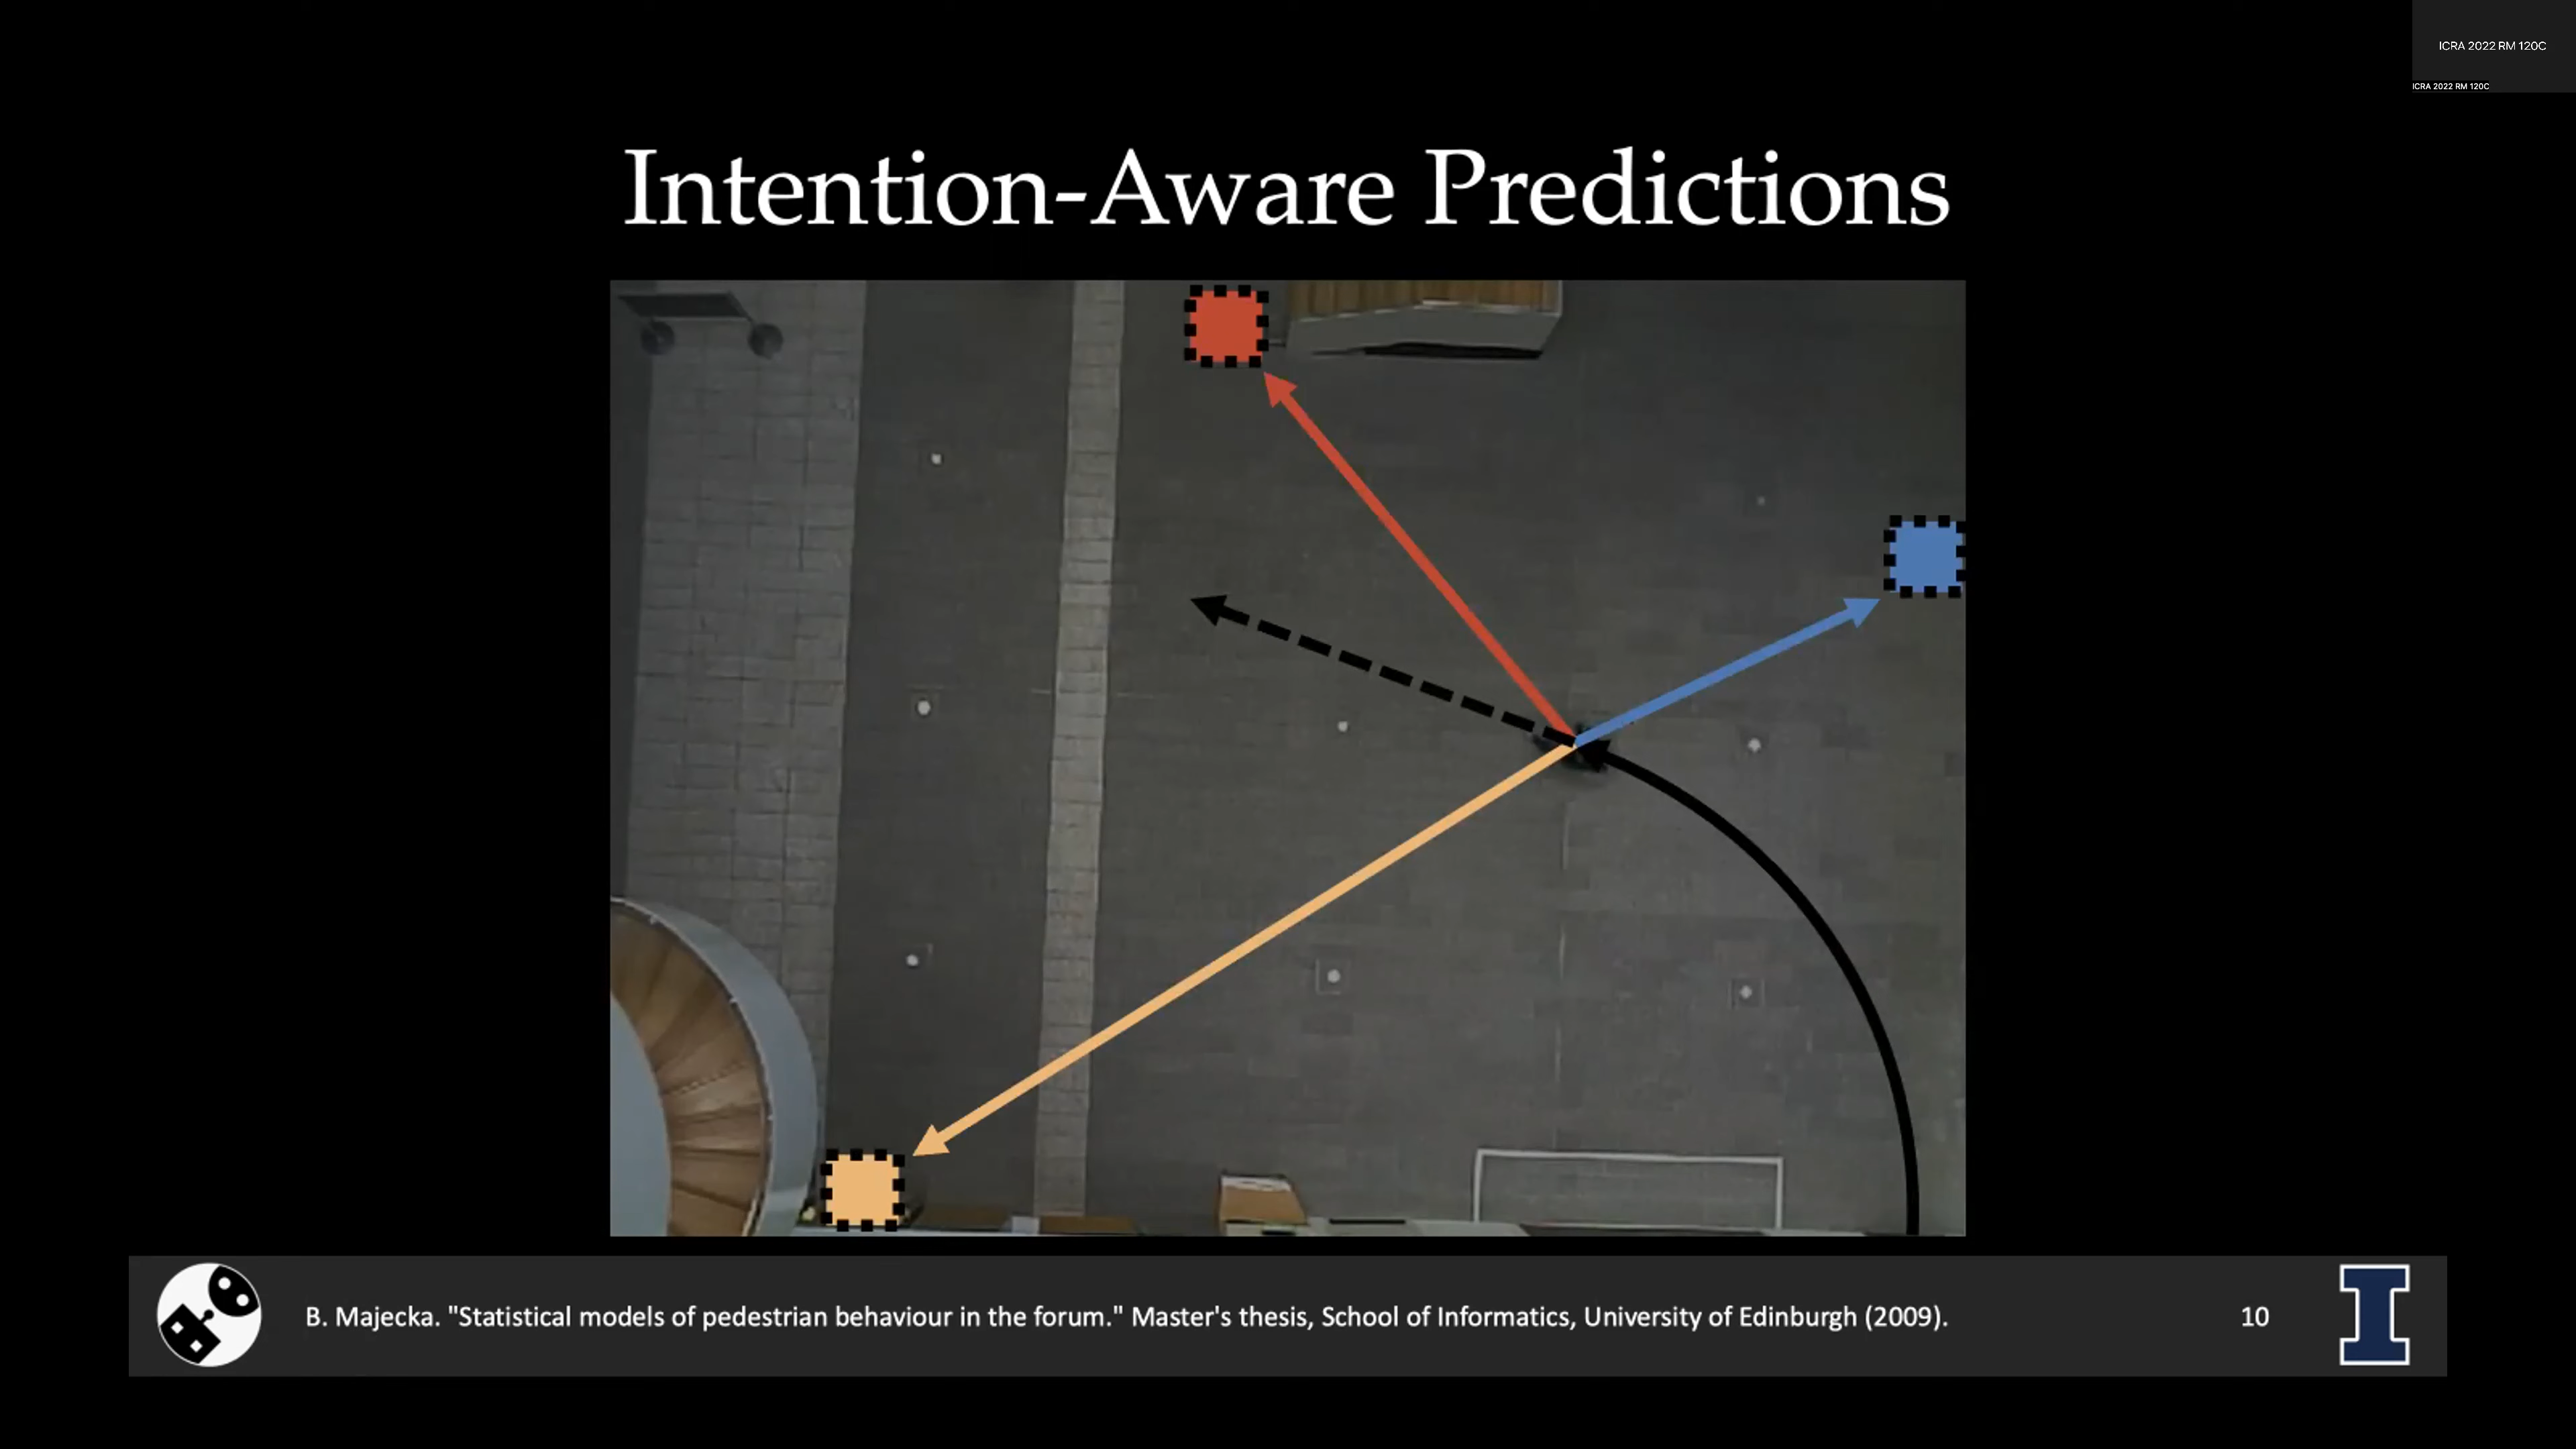 ICRA 2022 RM 120C
ICRA 2022 RM 120C
Intention-Aware Predictions
B. Majecka. "Statistical models of pedestrian behaviour in the forum." Master's thesis, School of Informatics, University of Edinburgh (2009).
10